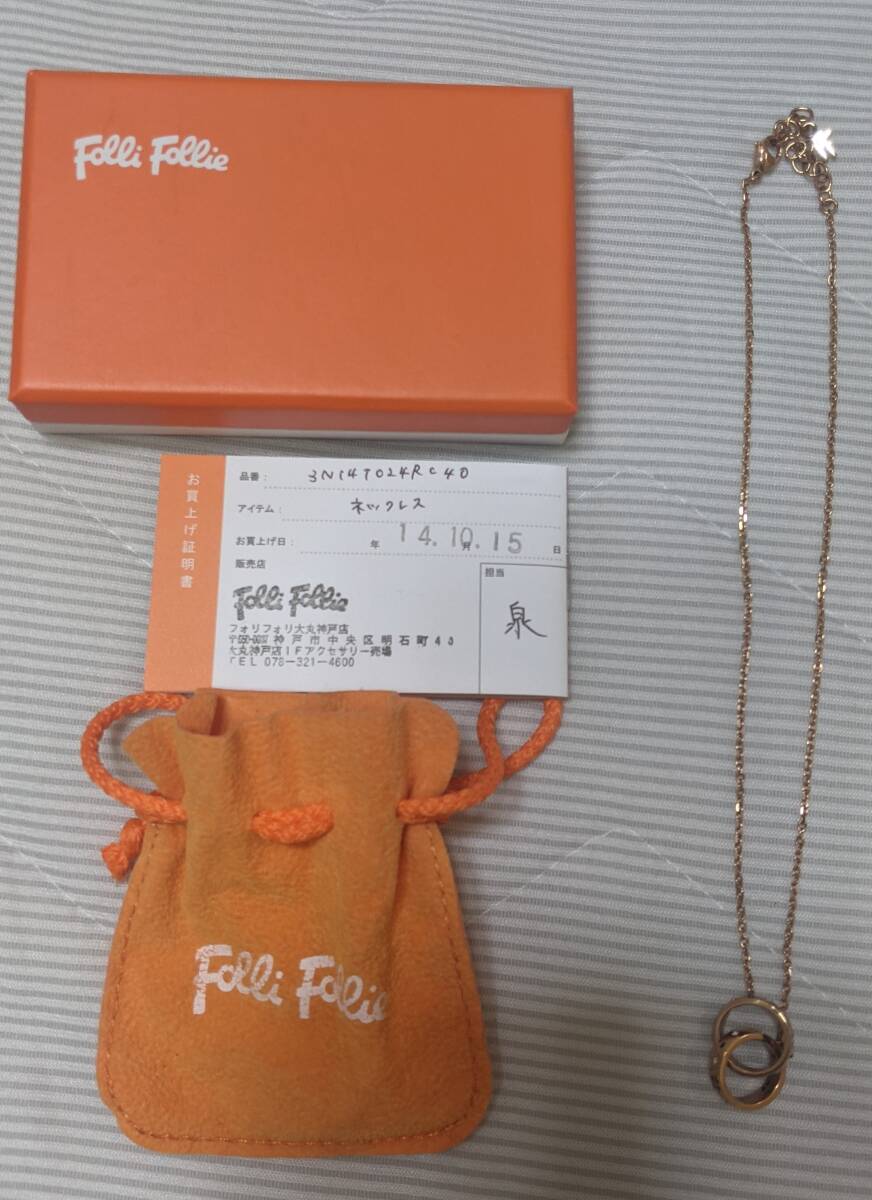 Folli Follie
お買上げ証明書
品番: 3N14T024RC40
アイテム: ネックレス
お買上げ日: 年 14.10.月 15 日
販売店
担当
泉
Folli Follie
フォリフォリ大丸神戸店
神戸市中央区明石町40
大丸神戸店1Fアクセサリー売場
TEL 078-321-4600
Folli Follie